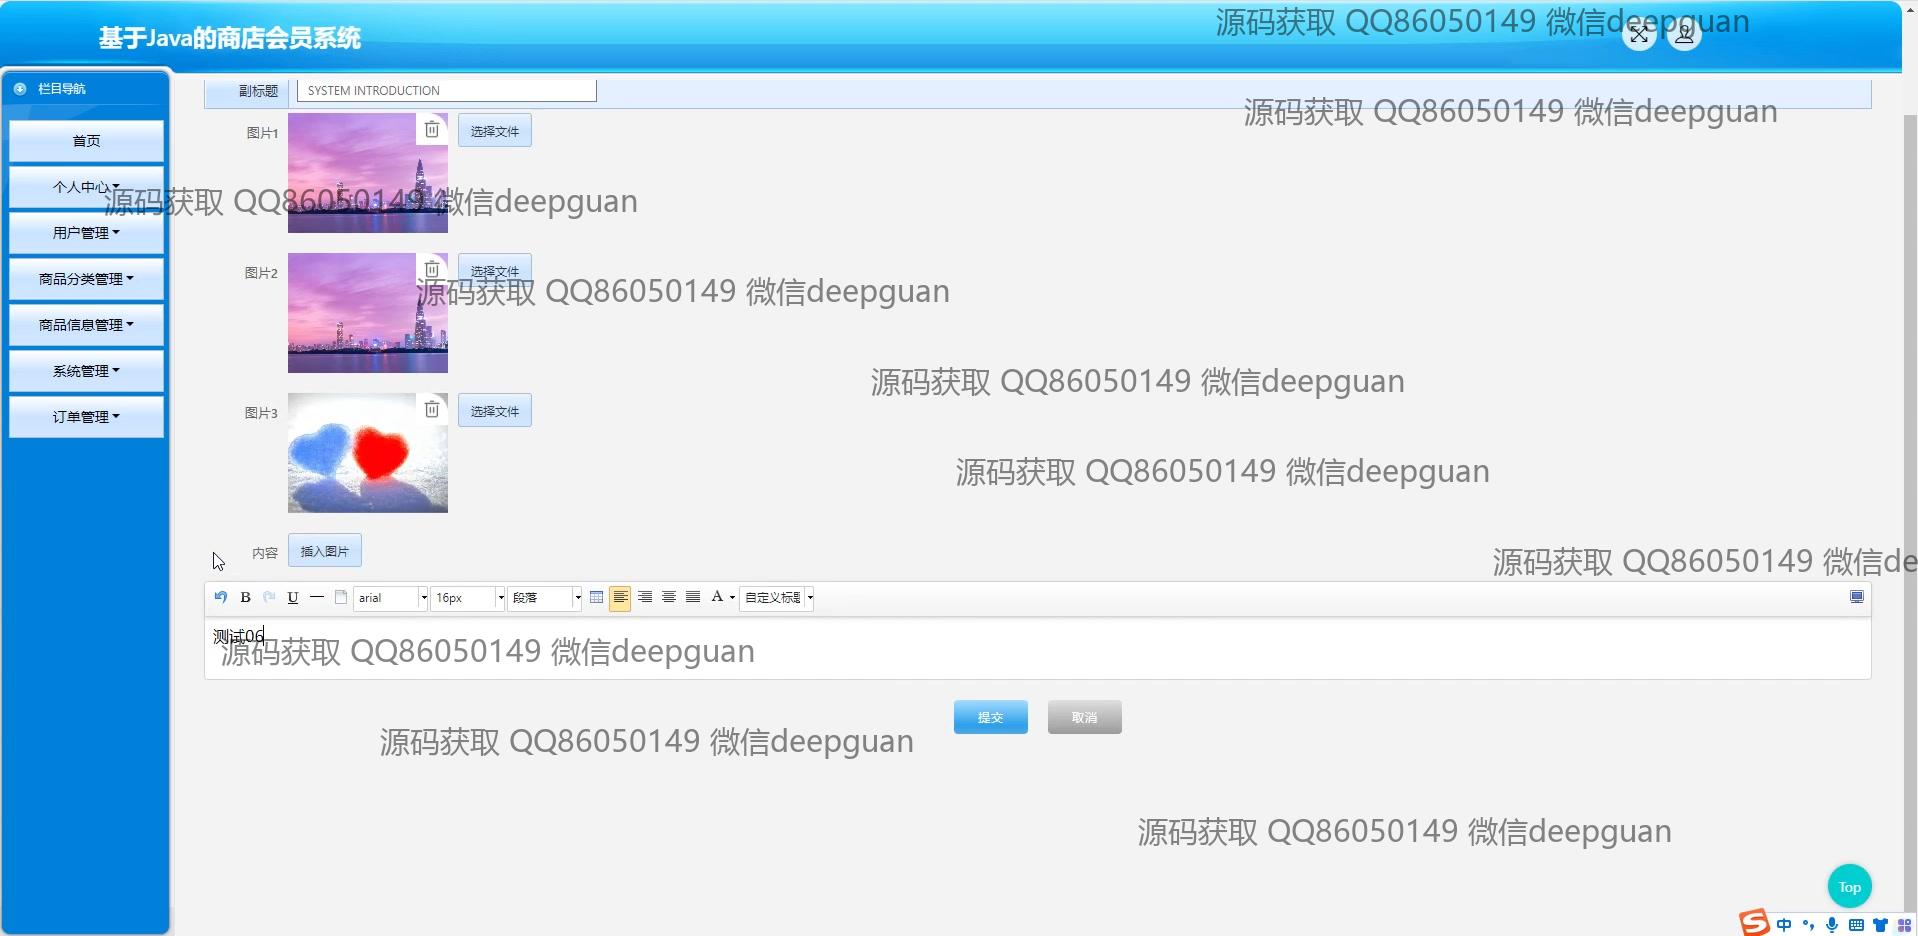 基于Java的商店会员系统
源码获取 QQ86050149 微信deepguan
栏目导航
首页
个人中心
用户管理
商品分类管理
商品信息管理
系统管理
订单管理
副标题 SYSTEM INTRODUCTION
源码获取 QQ86050149 微信deepguan
图片1 选择文件
源码获取 QQ86050149 微信deepguan
图片2 选择文件
源码获取 QQ86050149 微信deepguan
源码获取 QQ86050149 微信deepguan
图片3 选择文件
源码获取 QQ86050149 微信deepguan
内容 插入图片
源码获取 QQ86050149 微信de
B U arial 16px 段落 A 自定义标题
测试06
源码获取 QQ86050149 微信deepguan
提交 取消
源码获取 QQ86050149 微信deepguan
源码获取 QQ86050149 微信deepguan
Top
中